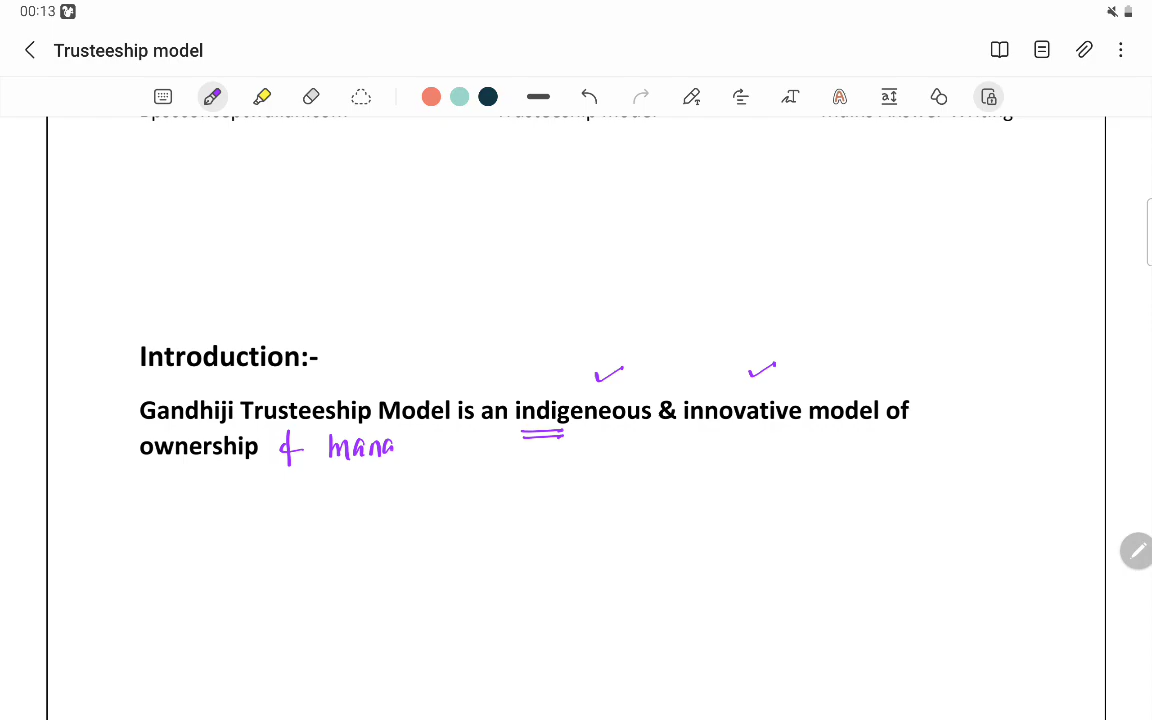 00:13
Trusteeship model
Introduction:-
Gandhiji Trusteeship Model is an indigeneous & innovative model of
ownership & mana